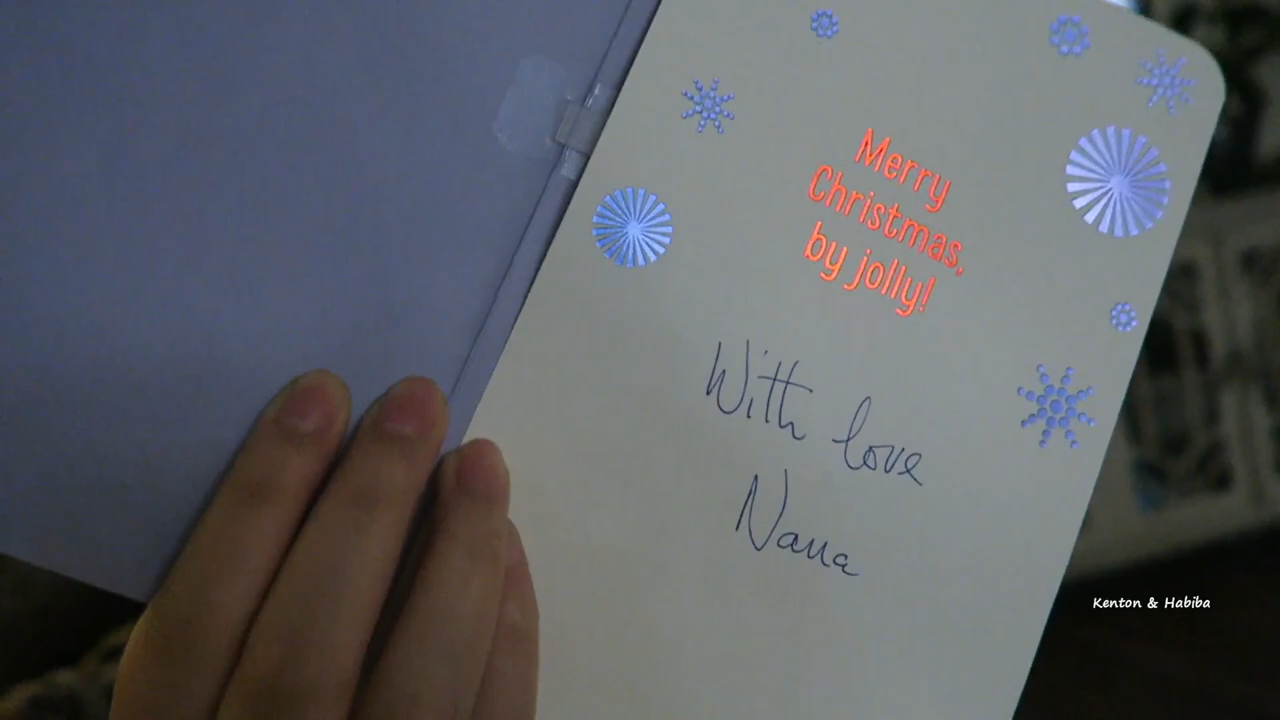 Merry
Christmas,
by jolly!
With love
Nana
Kenton & Habiba